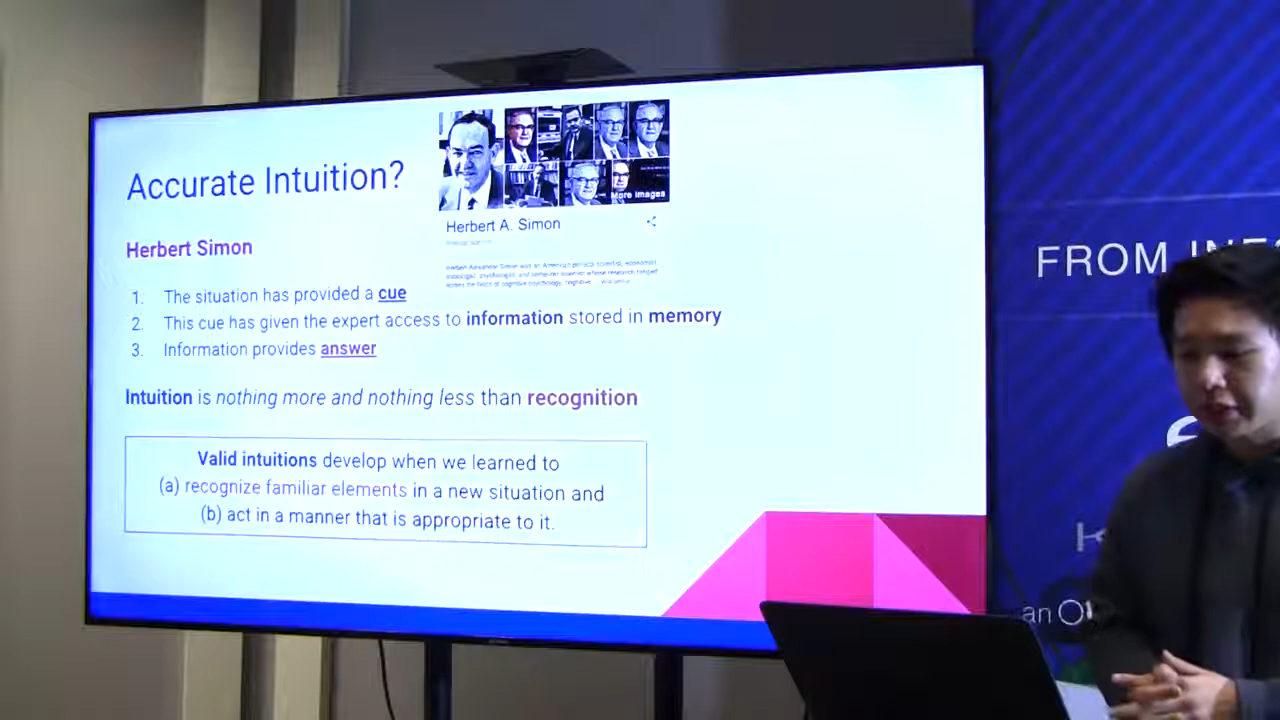 Accurate Intuition?
More images
Herbert A. Simon
Herbert Simon
1. The situation has provided a cue
2. This cue has given the expert access to information stored in memory
3. Information provides answer
Intuition is nothing more and nothing less than recognition
Valid intuitions develop when we learned to
(a) recognize familiar elements in a new situation and
(b) act in a manner that is appropriate to it.
FROM
an